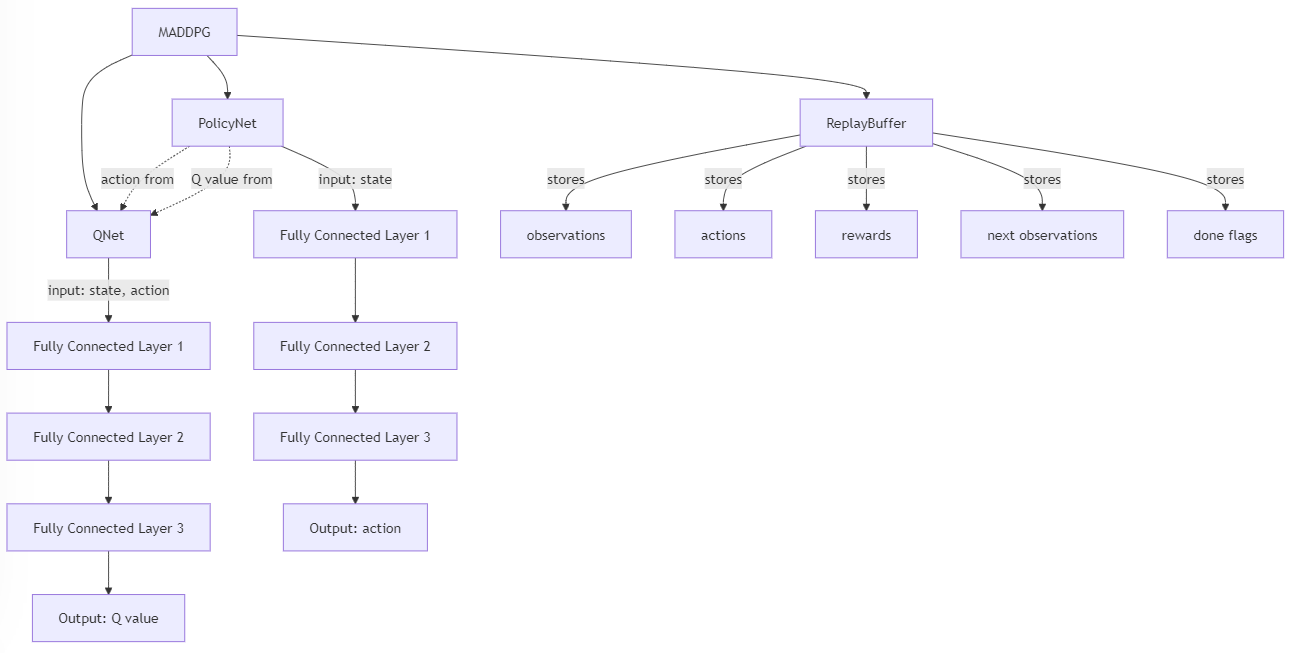 MADDPG
PolicyNet
ReplayBuffer
action from
Q value from
input: state
stores
stores
stores
stores
stores
QNet
Fully Connected Layer 1
observations
actions
rewards
next observations
done flags
input: state, action
Fully Connected Layer 1
Fully Connected Layer 2
Fully Connected Layer 2
Fully Connected Layer 3
Fully Connected Layer 3
Output: action
Output: Q value